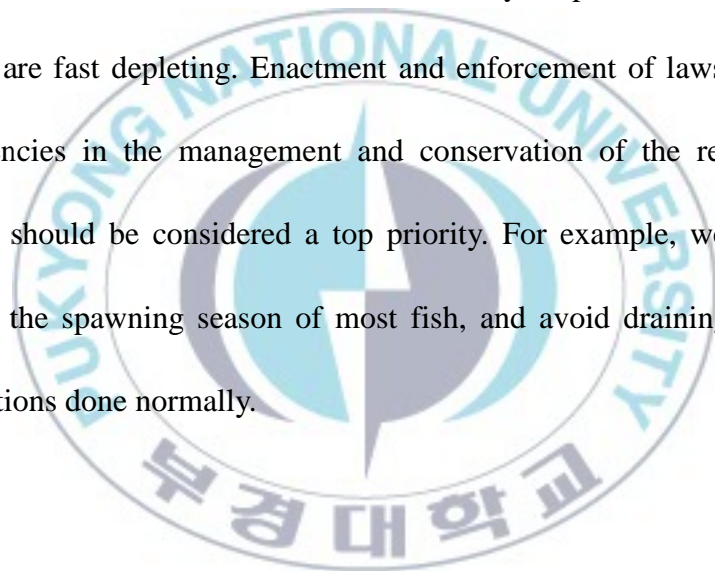 are fast depleting. Enactment and enforcement of laws
ncies in the management and conservation of the re
should be considered a top priority. For example, we
the spawning season of most fish, and avoid draining
tions done normally.
PUKYONG NATIONAL UNIVERSITY
부경대학교